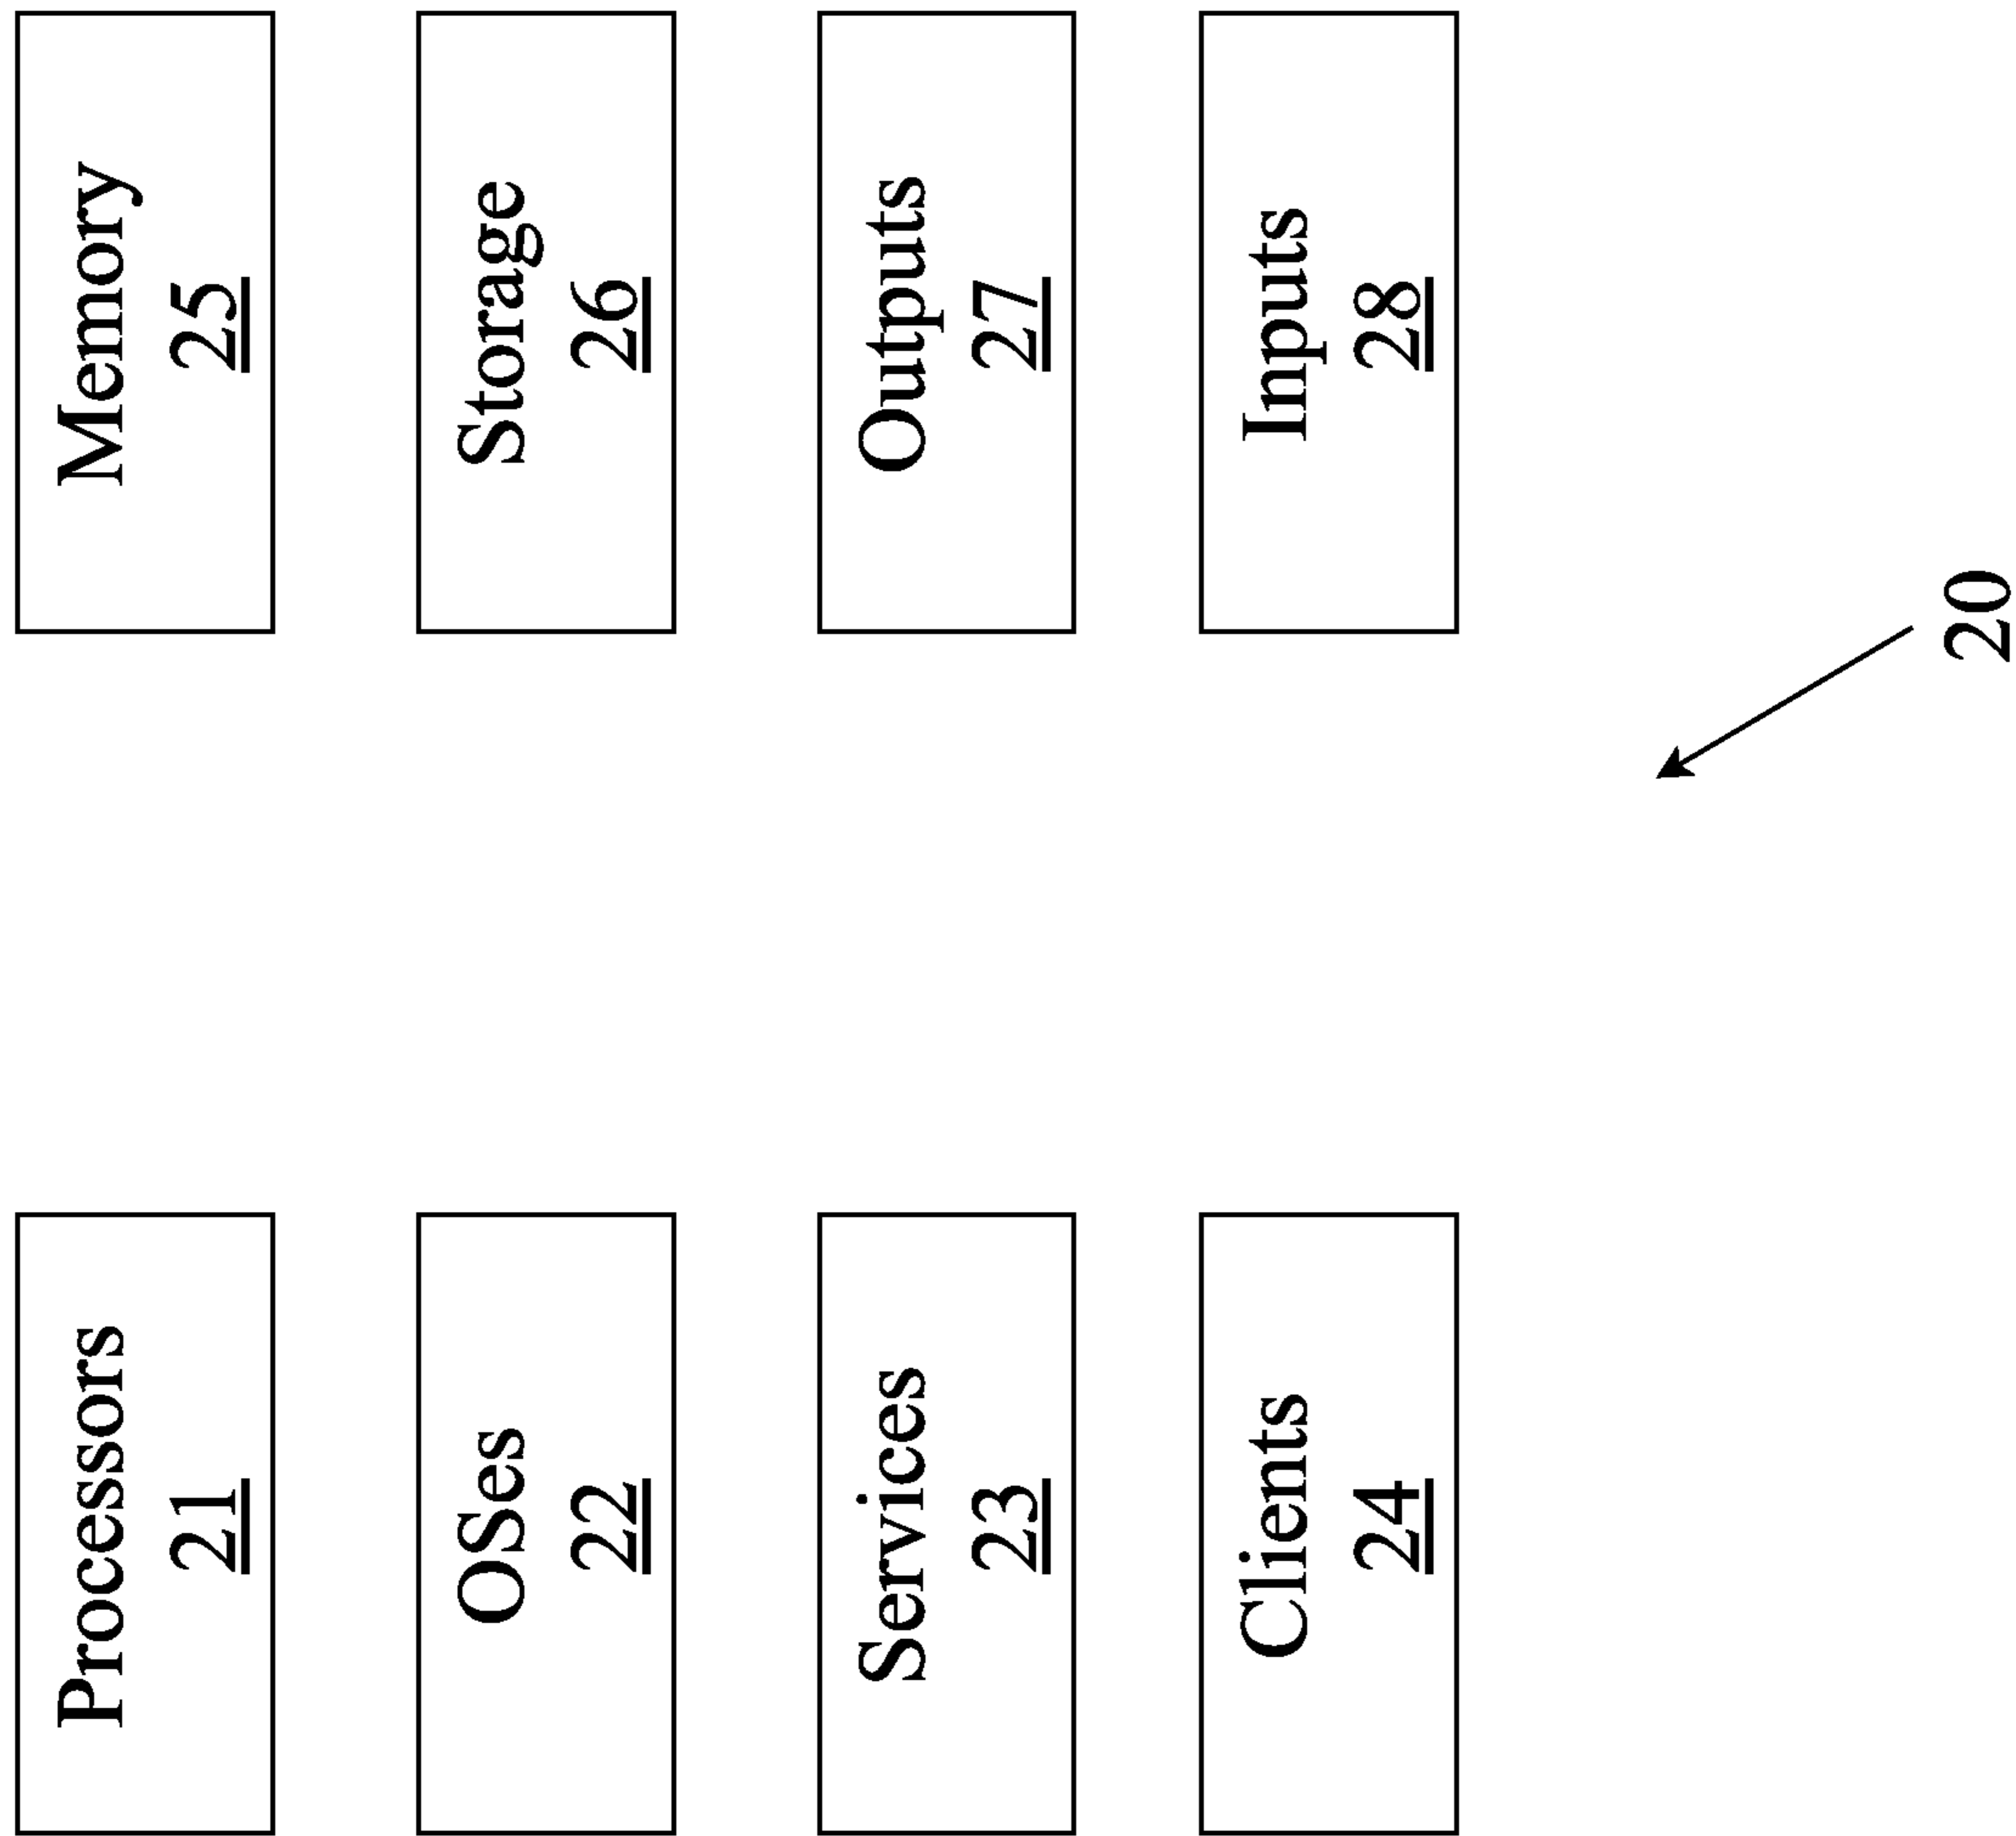 Processors
21
Memory
25
OSes
22
Storage
26
Services
23
Outputs
27
Clients
24
Inputs
28
20